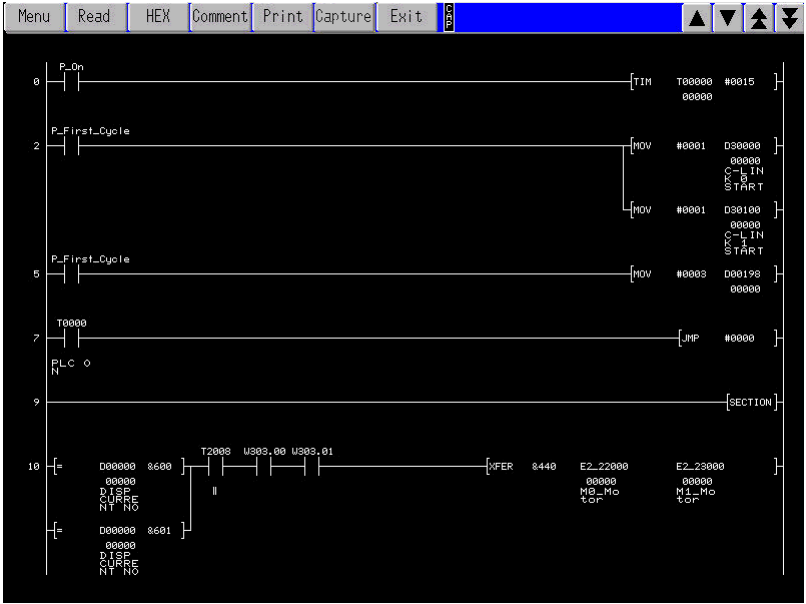 Menu Read HEX Comment Print Capture Exit CAP
P_On
0 [TIM T00000 #0015 ]
00000
P_First_Cycle
2 [MOV #0001 D30000 ]
00000
C-LIN
K 0
START
[MOV #0001 D30100 ]
00000
C-LIN
K 1
START
P_First_Cycle
5 [MOV #0003 D00198 ]
00000
T0000
7 [JMP #0000 ]
PLC O
N
9 [SECTION]
T2008 W303.00 W303.01
10 [= D00000 &600 ] [XFER &440 E2_22000 E2_23000 ]
00000 00000 00000
DISP M0_Mo M1_Mo
CURRE tor tor
NT NO
[= D00000 &601 ]
00000
DISP
CURRE
NT NO